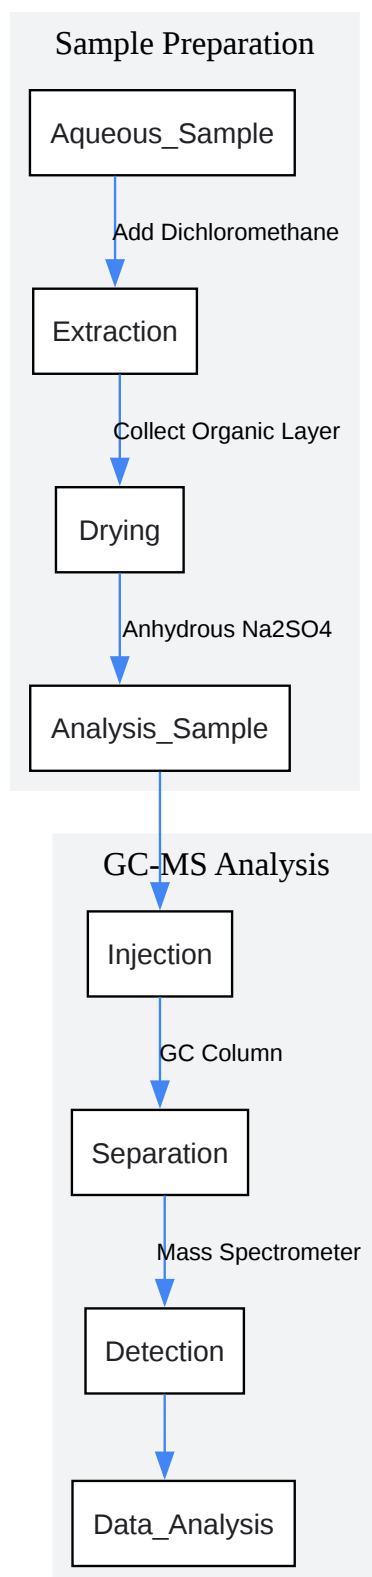 Sample Preparation
Aqueous_Sample
Add Dichloromethane
Extraction
Collect Organic Layer
Drying
Anhydrous Na2SO4
Analysis_Sample
GC-MS Analysis
Injection
GC Column
Separation
Mass Spectrometer
Detection
Data_Analysis